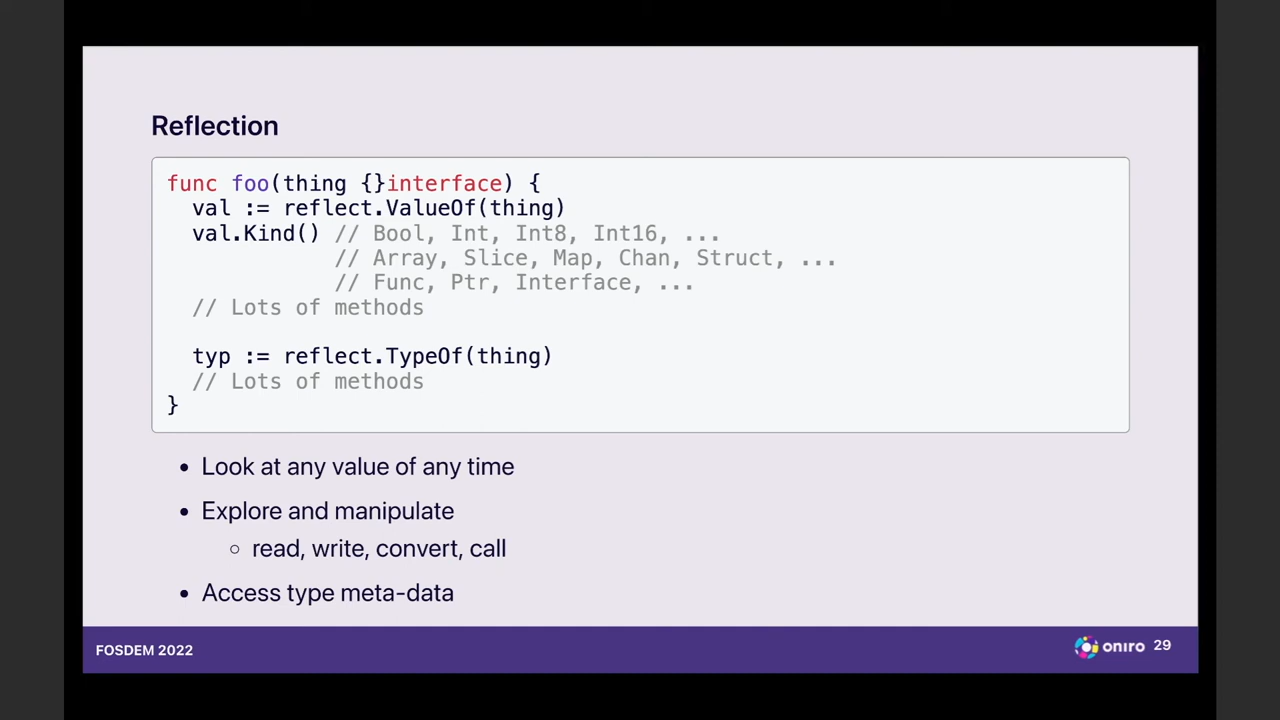 Reflection
func foo(thing {}interface) {
  val := reflect.ValueOf(thing)
  val.Kind() // Bool, Int, Int8, Int16, ...
             // Array, Slice, Map, Chan, Struct, ...
             // Func, Ptr, Interface, ...
  // Lots of methods
  typ := reflect.TypeOf(thing)
  // Lots of methods
}
• Look at any value of any time
• Explore and manipulate
◦ read, write, convert, call
• Access type meta-data
FOSDEM 2022
oniro 29